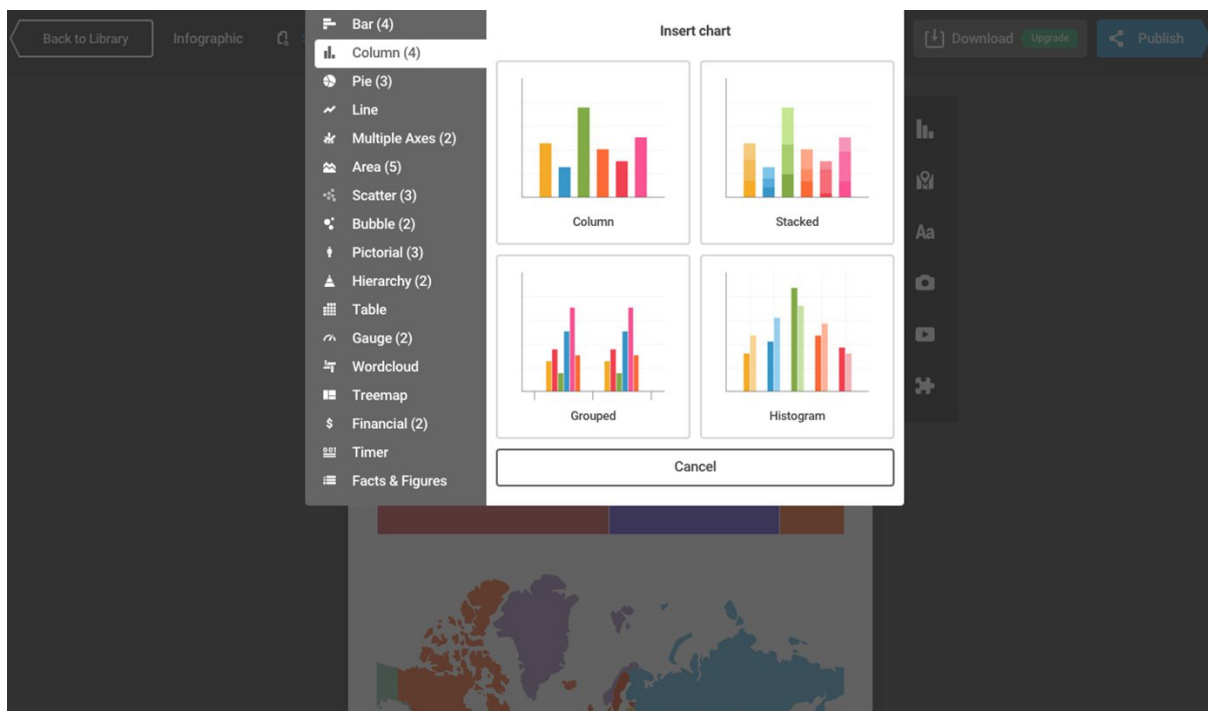 Back to Library
Infographic
Bar (4)
Column (4)
Pie (3)
Line
Multiple Axes (2)
Area (5)
Scatter (3)
Bubble (2)
Pictorial (3)
Hierarchy (2)
Table
Gauge (2)
Wordcloud
Treemap
Financial (2)
Timer
Facts & Figures
Insert chart
Column
Stacked
Grouped
Histogram
Cancel
Download Upgrade
Publish
Aa